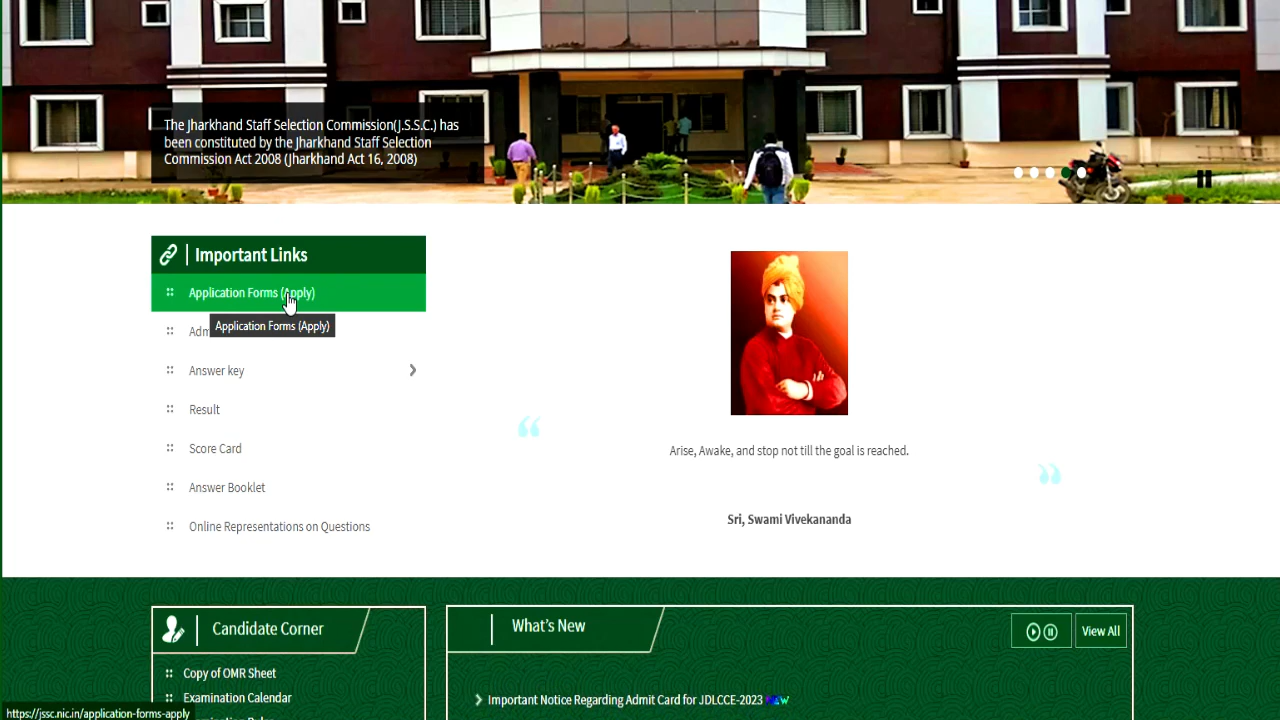 The Jharkhand Staff Selection Commission(J.S.S.C.) has
been constituted by the Jharkhand Staff Selection
Commission Act 2008 (Jharkhand Act 16, 2008)
Important Links
Application Forms (Apply)
Application Forms (Apply)
Answer key
Result
Score Card
Answer Booklet
Online Representations on Questions
Arise, Awake, and stop not till the goal is reached.
Sri, Swami Vivekananda
Candidate Corner
Copy of OMR Sheet
Examination Calendar
What's New
View All
Important Notice Regarding Admit Card for JDLCCE-2023
https://jssc.nic.in/application-forms-apply